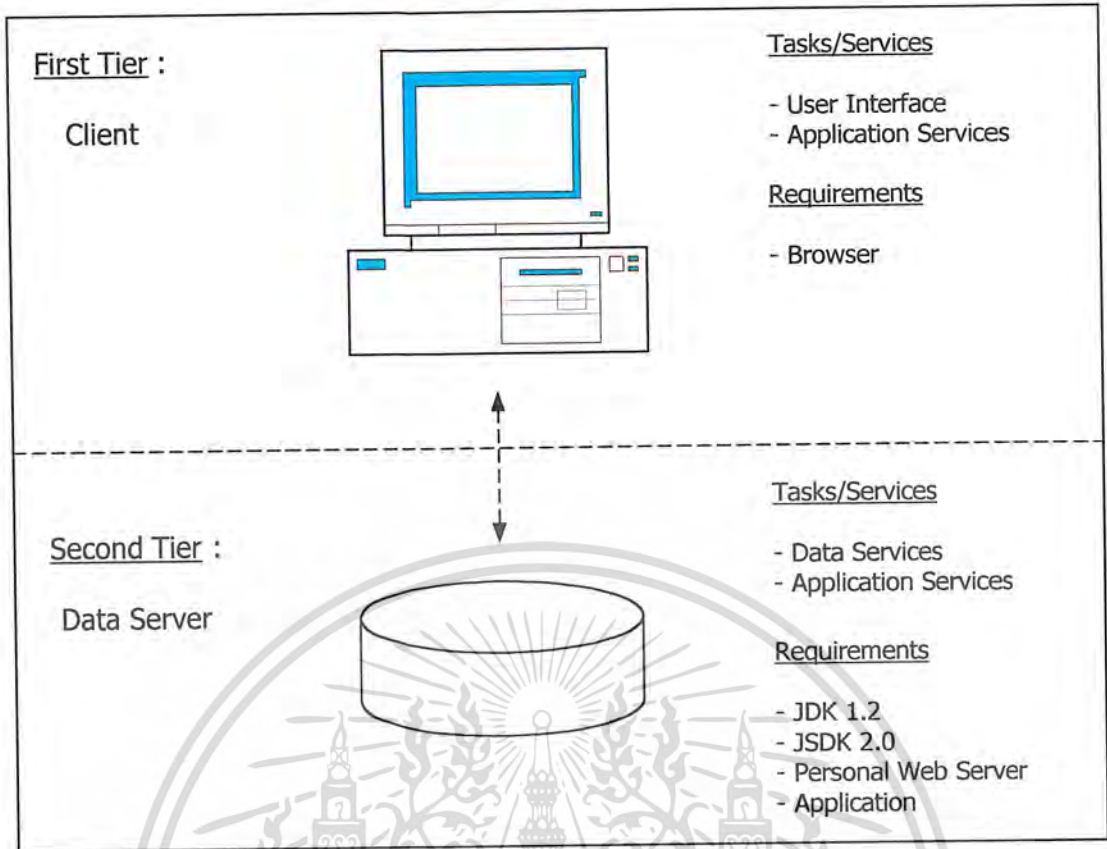 First Tier :
Client
Tasks/Services
- User Interface
- Application Services
Requirements
- Browser
Second Tier :
Data Server
Tasks/Services
- Data Services
- Application Services
Requirements
- JDK 1.2
- JSDK 2.0
- Personal Web Server
- Application